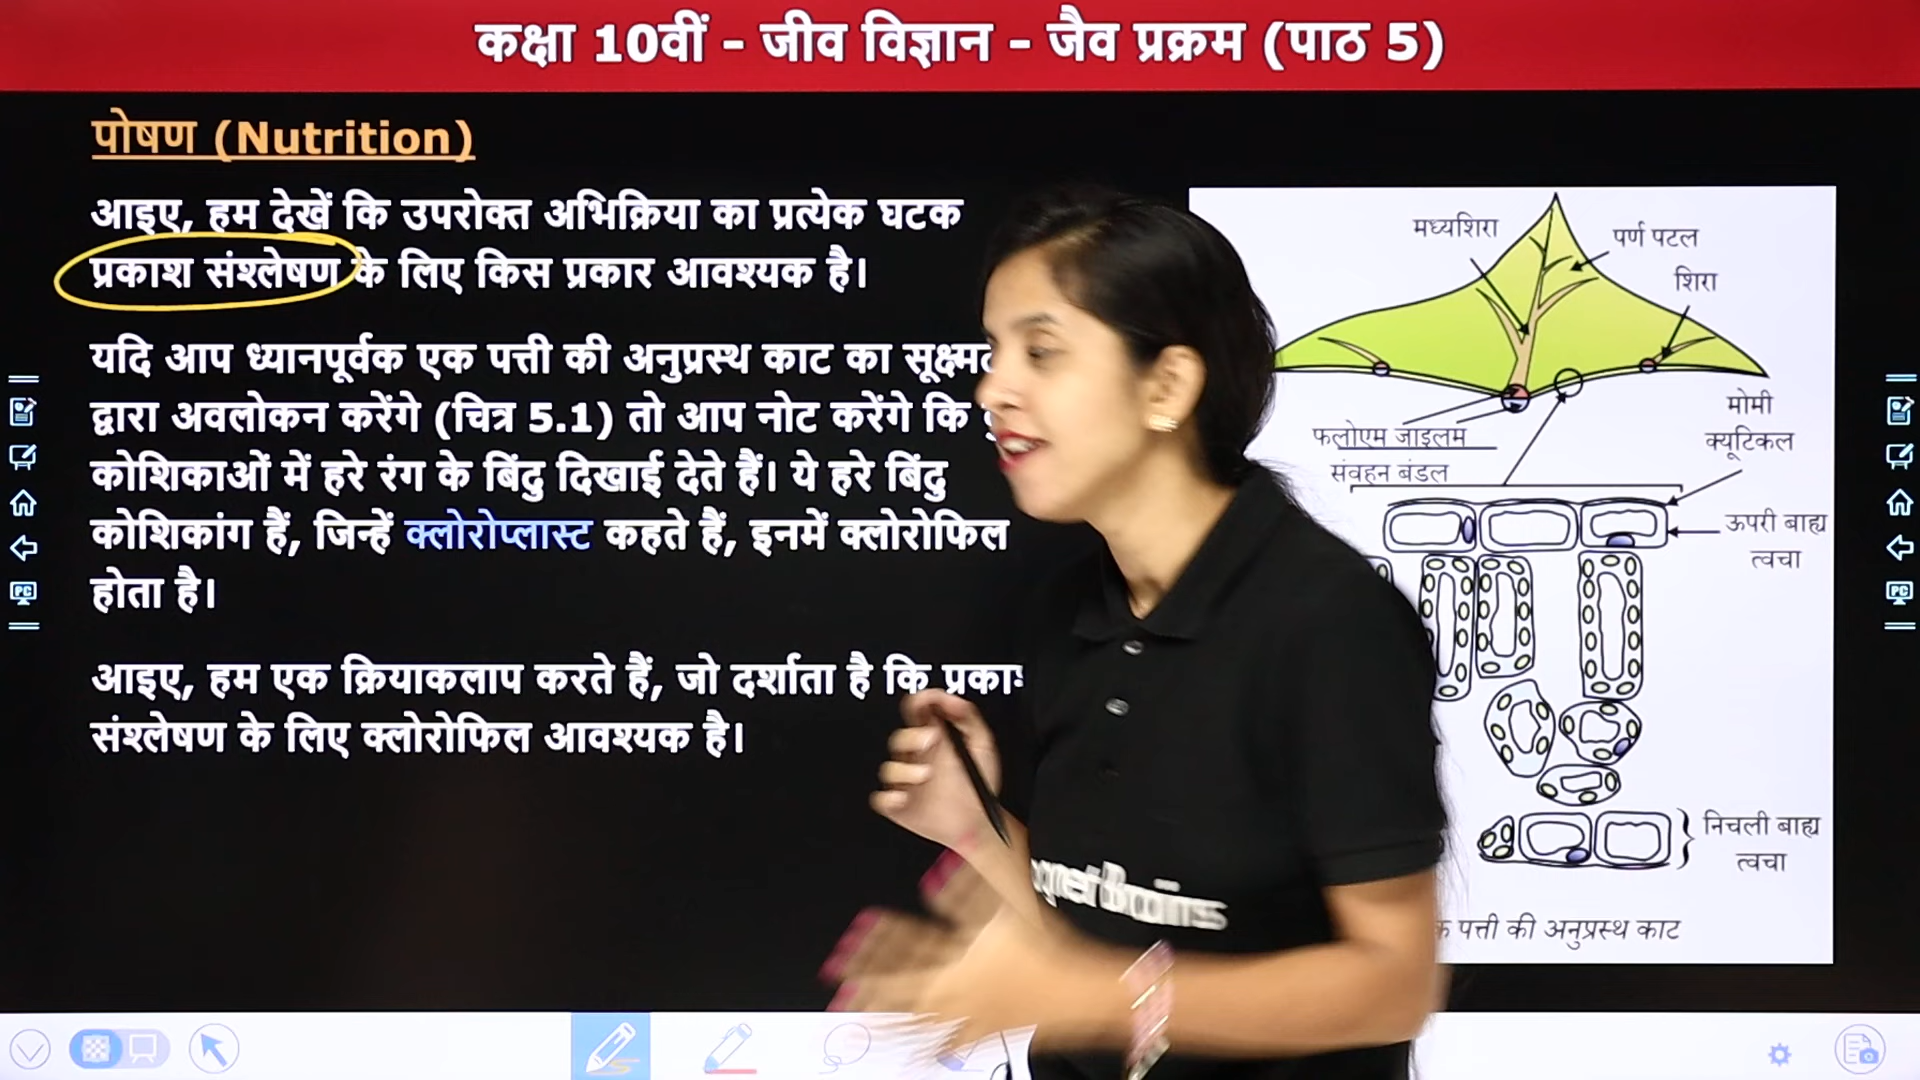 कक्षा 10वीं - जीव विज्ञान - जैव प्रक्रम (पाठ 5)
पोषण (Nutrition)
आइए, हम देखें कि उपरोक्त अभिक्रिया का प्रत्येक घटक
प्रकाश संश्लेषण के लिए किस प्रकार आवश्यक है।
यदि आप ध्यानपूर्वक एक पत्ती की अनुप्रस्थ काट का
द्वारा अवलोकन करेंगे (चित्र 5.1) तो आप नोट करेंगे कि
कोशिकाओं में हरे रंग के बिंदु दिखाई देते हैं। ये हरे बिंदु
कोशिकांग हैं, जिन्हें क्लोरोप्लास्ट कहते हैं, इनमें क्लोरोफिल
होता है।
आइए, हम एक क्रियाकलाप करते हैं, जो दर्शाता है कि
संश्लेषण के लिए क्लोरोफिल आवश्यक है।
मध्यशिरा
पर्ण पटल
शिरा
फलोएम जाइलम
संवहन बंडल
मोमी
क्यूटिकल
ऊपरी बाह्य
त्वचा
निचली बाह्य
त्वचा
पत्ती की अनुप्रस्थ काट
PC
PC